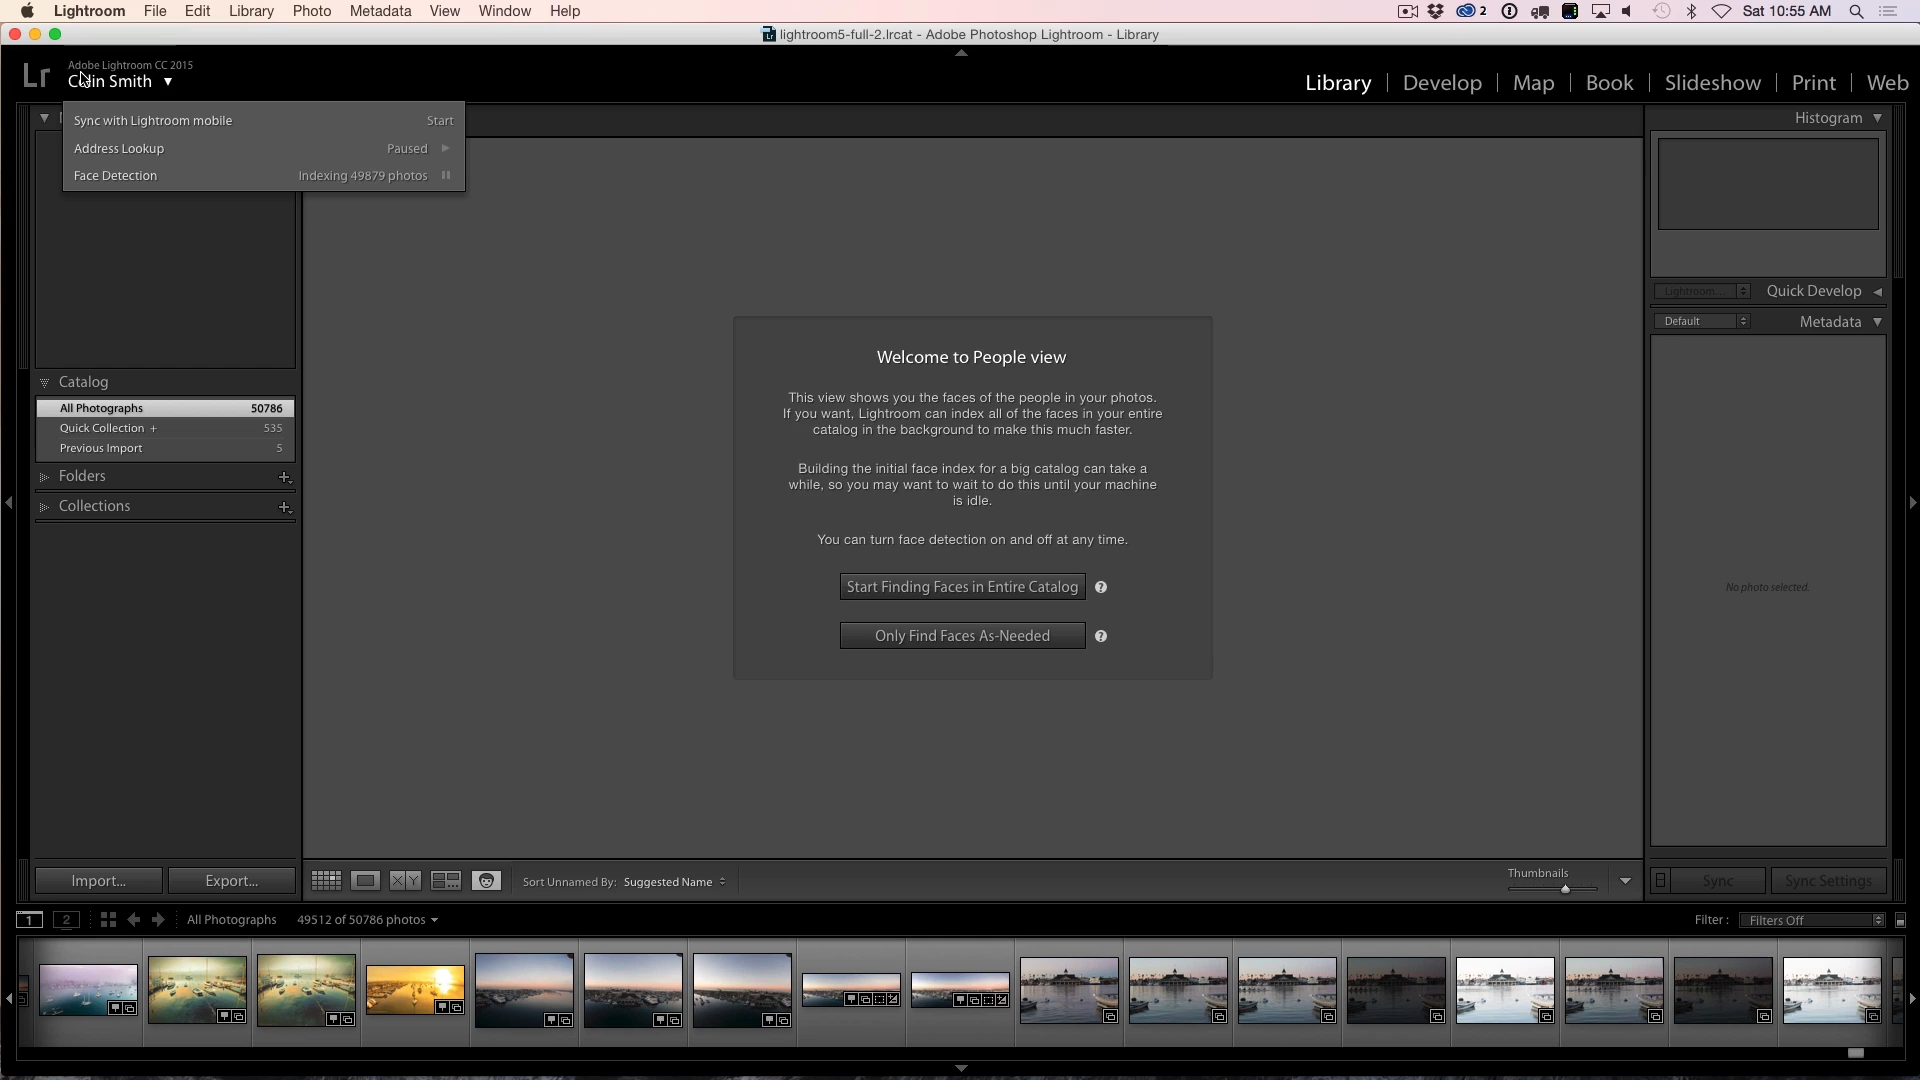 Lightroom File Edit Library Photo Metadata View Window Help
2 Sat 10:55 AM
lightroom5-full-2.lrcat - Adobe Photoshop Lightroom - Library
Lr
Adobe Lightroom CC 2015
Colin Smith
Library Develop Map Book Slideshow Print Web
Sync with Lightroom mobile Start
Address Lookup Paused
Face Detection Indexing 49879 photos
Histogram
Lightroom... Quick Develop
Default Metadata
No photo selected.
Catalog
All Photographs 50786
Quick Collection + 535
Previous Import 5
Folders
Collections
Welcome to People view
This view shows you the faces of the people in your photos.
If you want, Lightroom can index all of the faces in your entire
catalog in the background to make this much faster.
Building the initial face index for a big catalog can take a
while, so you may want to wait to do this until your machine
is idle.
You can turn face detection on and off at any time.
Start Finding Faces in Entire Catalog ?
Only Find Faces As-Needed ?
Import... Export...
XY Sort Unnamed By: Suggested Name
Thumbnails
Sync Sync Settings
1 2 All Photographs 49512 of 50786 photos
Filter : Filters Off